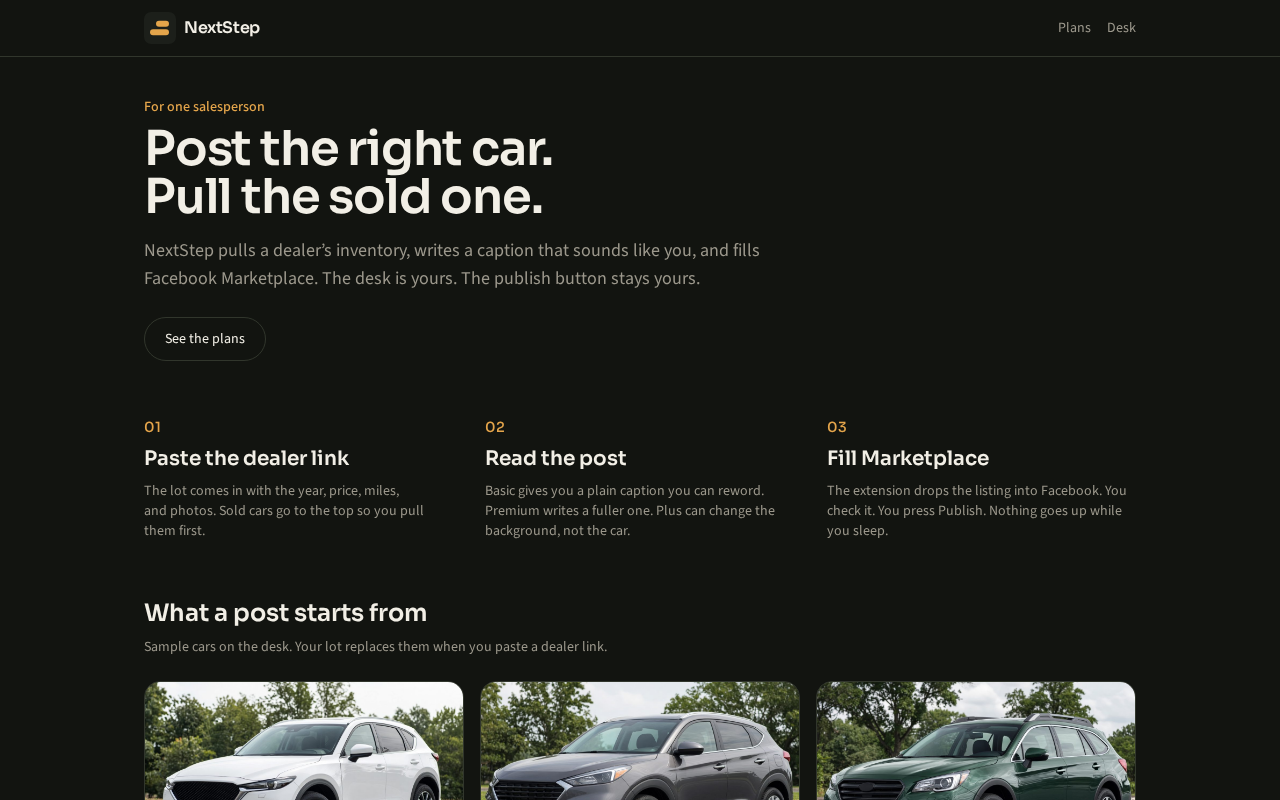 NextStep
Plans
Desk
For one salesperson
Post the right car.
Pull the sold one.
NextStep pulls a dealer’s inventory, writes a caption that sounds like you, and fills
Facebook Marketplace. The desk is yours. The publish button stays yours.
See the plans
01
Paste the dealer link
The lot comes in with the year, price, miles,
and photos. Sold cars go to the top so you pull
them first.
02
Read the post
Basic gives you a plain caption you can reword.
Premium writes a fuller one. Plus can change the
background, not the car.
03
Fill Marketplace
The extension drops the listing into Facebook. You
check it. You press Publish. Nothing goes up while
you sleep.
What a post starts from
Sample cars on the desk. Your lot replaces them when you paste a dealer link.